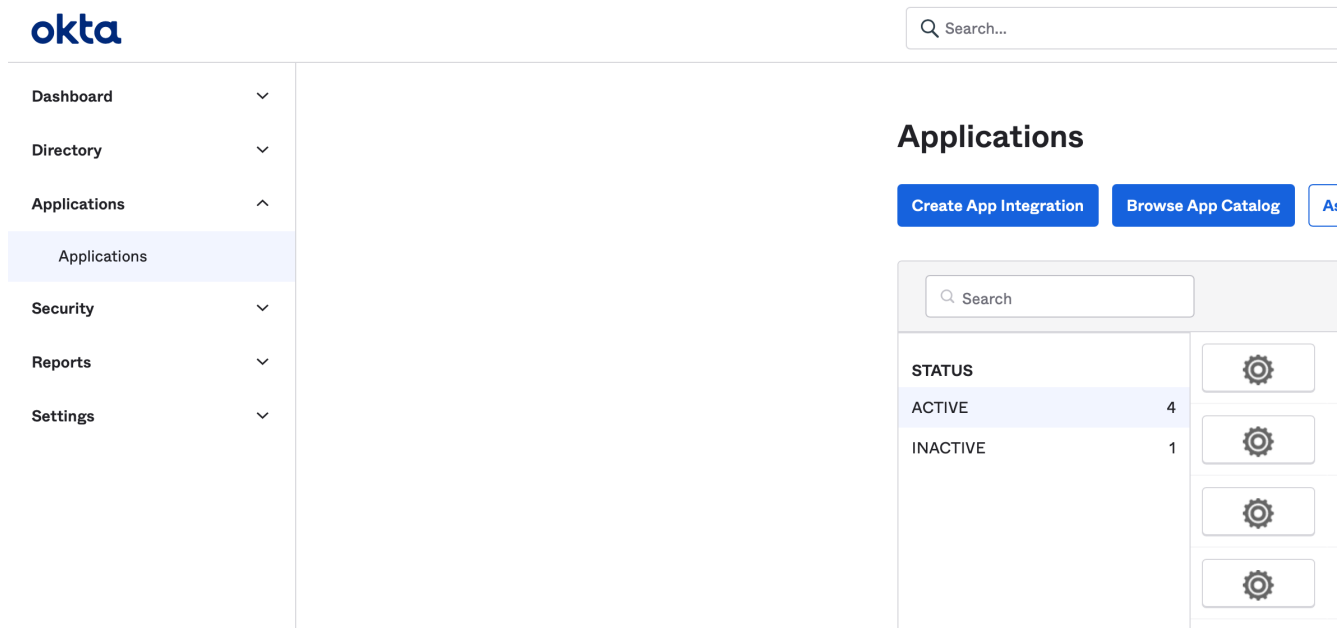 okta
Search...
Dashboard
Directory
Applications
Applications
Security
Reports
Settings
Applications
Create App Integration
Browse App Catalog
As
Search
STATUS
ACTIVE 4
INACTIVE 1